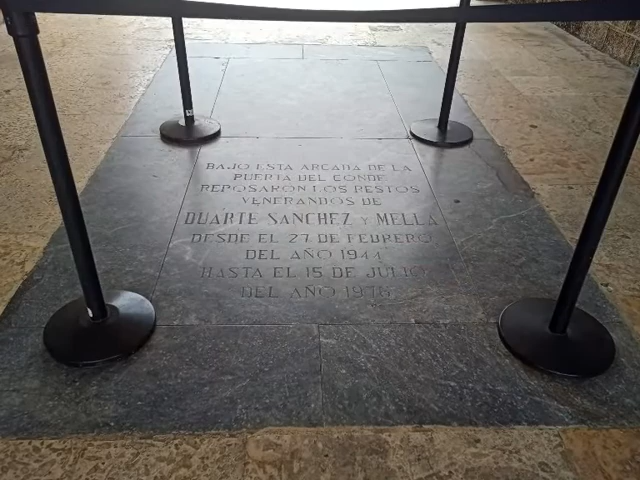 BAJO ESTA ARCADA DE LA
PUERTA DEL CONDE
REPOSARON LOS RESTOS
VENERANDOS DE
DUARTE SANCHEZ Y MELLA
DESDE EL 27 DE FEBRERO
DEL AÑO 1944
HASTA EL 15 DE JULIO
DEL AÑO 1976